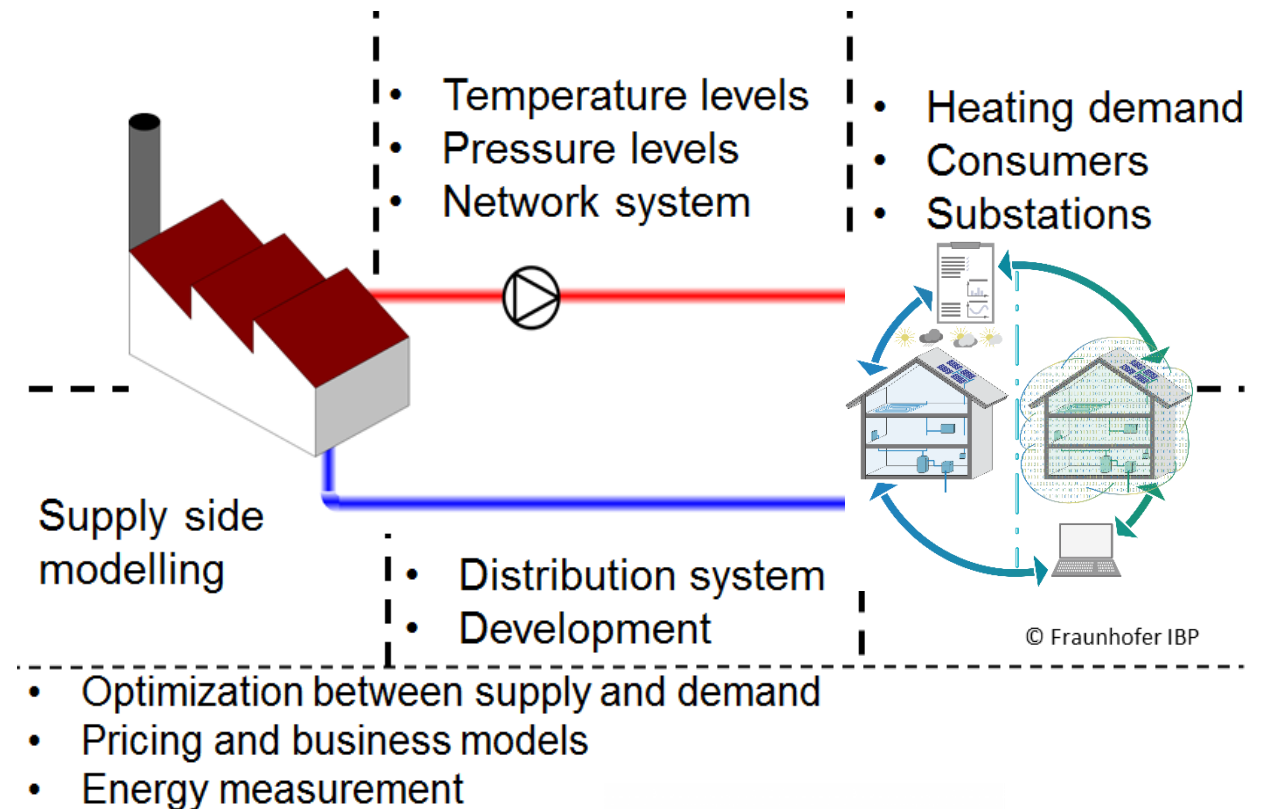 • Temperature levels
• Pressure levels
• Network system
• Heating demand
• Consumers
• Substations
Supply side
modelling
• Distribution system
• Development
© Fraunhofer IBP
• Optimization between supply and demand
• Pricing and business models
• Energy measurement